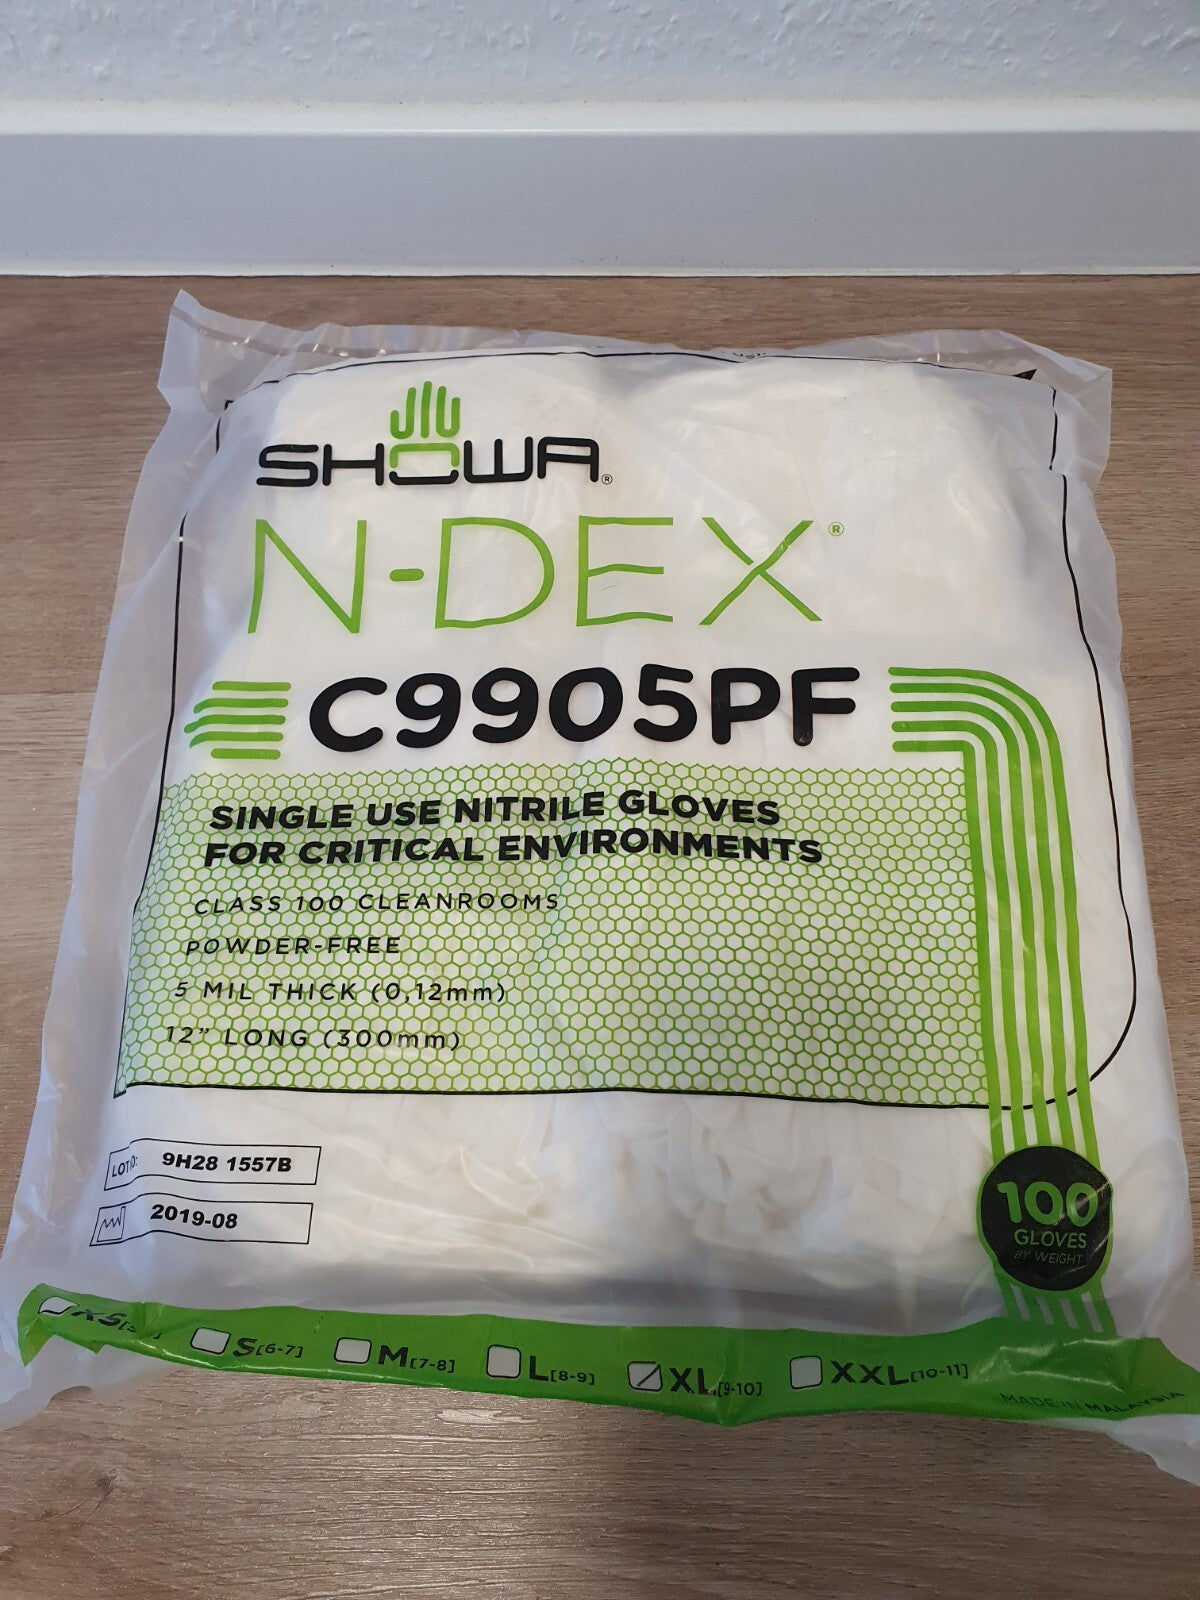 SHOWA®
N-DEX®
C9905PF
SINGLE USE NITRILE GLOVES
FOR CRITICAL ENVIRONMENTS
CLASS 100 CLEANROOMS
POWDER-FREE
5 MIL THICK (0,12mm)
12" LONG (300mm)
LOT NO: 9H28 1557B
2019-08
100
GLOVES
BY WEIGHT
XS S[6-7] M[7-8] L[8-9] XL[9-10] XXL[10-11]
MADE IN MALAYSIA